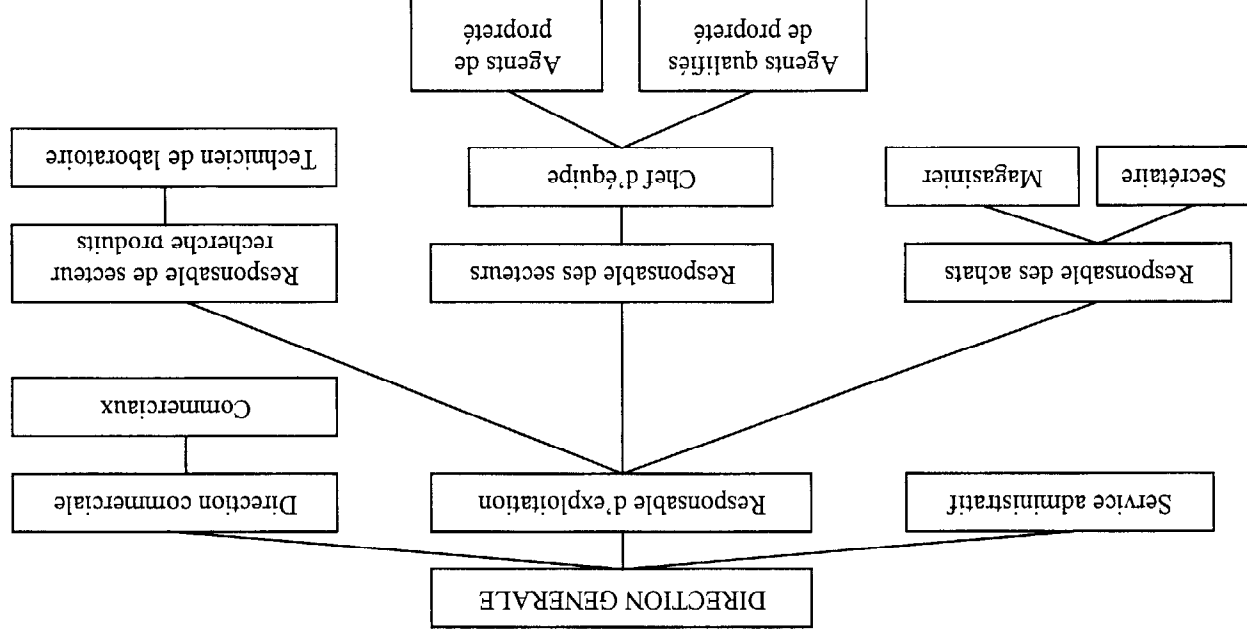 DIRECTION GENERALE
Service administratif
Responsable d'exploitation
Direction commerciale
Commerciaux
Responsable des achats
Responsable des secteurs
Responsable de secteur
recherche produits
Secrétaire
Magasinier
Chef d'équipe
Technicien de laboratoire
Agents qualifiés
de propreté
Agents de
propreté